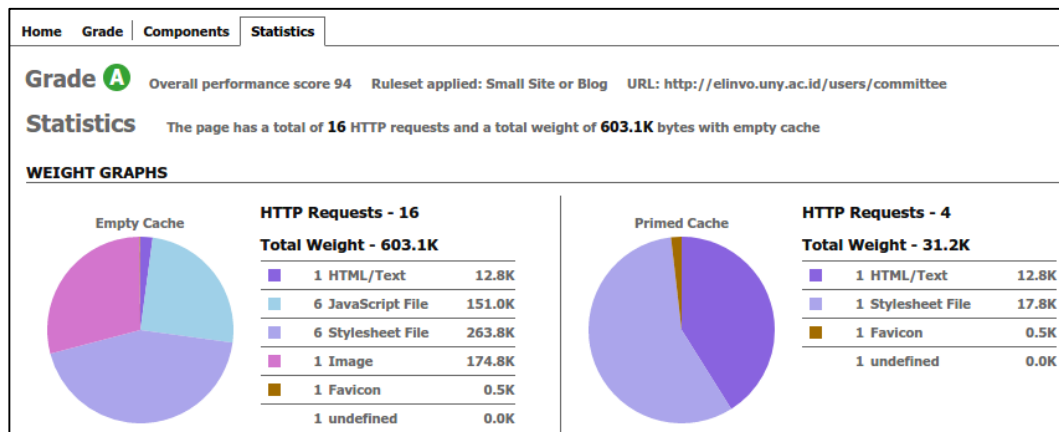 Home Grade Components Statistics
Grade A Overall performance score 94 Ruleset applied: Small Site or Blog URL: http://elinvo.uny.ac.id/users/committee
Statistics The page has a total of 16 HTTP requests and a total weight of 603.1K bytes with empty cache
WEIGHT GRAPHS
Empty Cache
HTTP Requests - 16
Total Weight - 603.1K
1 HTML/Text 12.8K
6 JavaScript File 151.0K
6 Stylesheet File 263.8K
1 Image 174.8K
1 Favicon 0.5K
1 undefined 0.0K
Primed Cache
HTTP Requests - 4
Total Weight - 31.2K
1 HTML/Text 12.8K
1 Stylesheet File 17.8K
1 Favicon 0.5K
1 undefined 0.0K